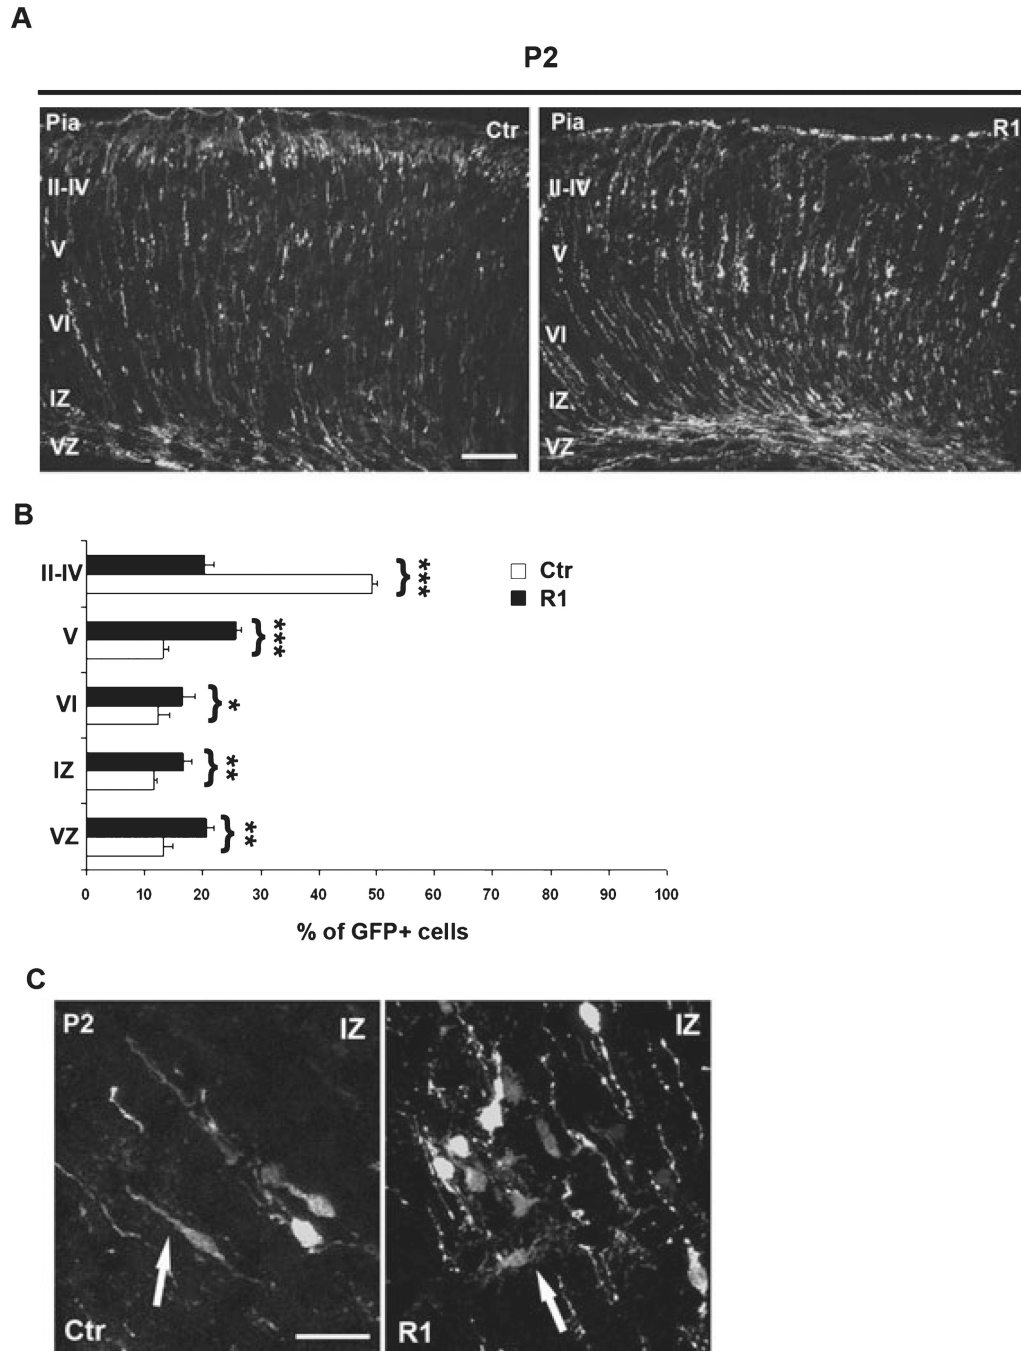 A
P2
Pia
Ctr
II-IV
V
VI
IZ
VZ
Pia
R1
II-IV
V
VI
IZ
VZ
B
II-IV
} ***
Ctr
R1
V
} ***
VI
} *
IZ
} **
VZ
} **
0 10 20 30 40 50 60 70 80 90 100
% of GFP+ cells
C
P2
IZ
Ctr
IZ
R1